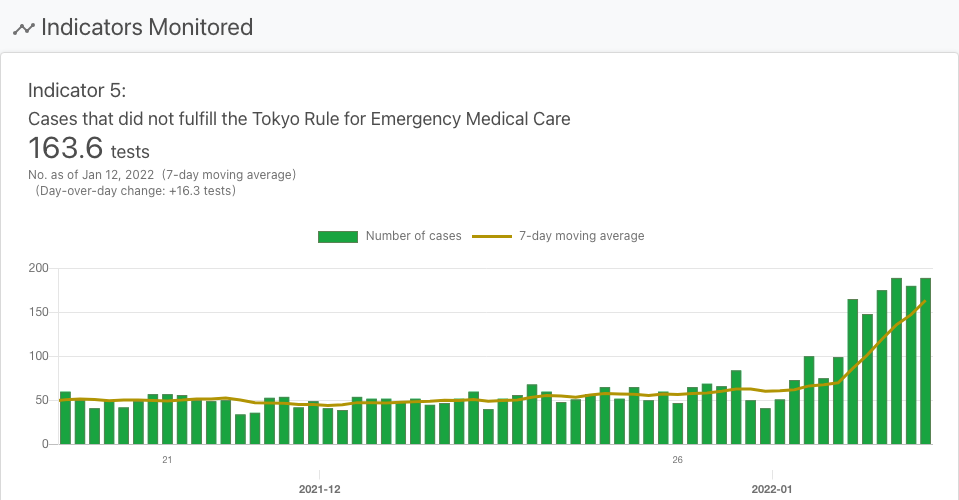 Indicators Monitored
Indicator 5:
Cases that did not fulfill the Tokyo Rule for Emergency Medical Care
163.6 tests
No. as of Jan 12, 2022 (7-day moving average)
(Day-over-day change: +16.3 tests)
Number of cases 7-day moving average
200
150
100
50
0
21 26
2021-12 2022-01